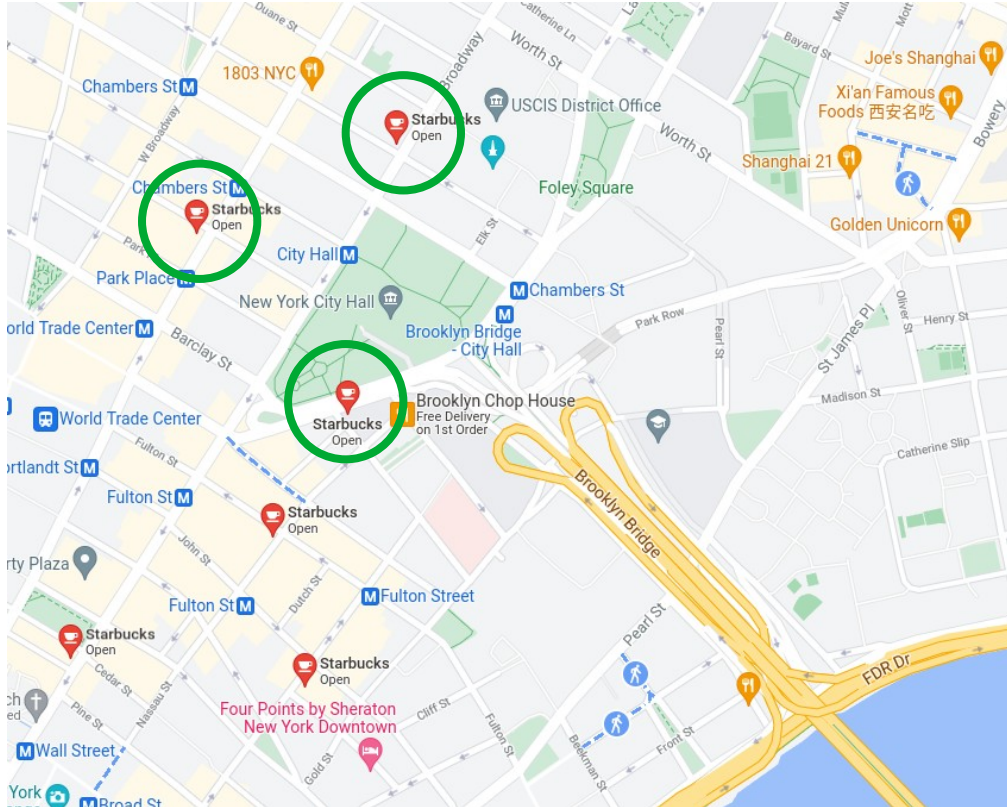 Duane St
Catherine Ln
Worth St
Broadway
Bayard St
Mott
Joe's Shanghai
1803 NYC
Chambers St M
USCIS District Office
Xi'an Famous
Foods 西安名吃
Bowery
W Broadway
Starbucks
Open
Worth St
Shanghai 21
Chambers St M
Foley Square
Starbucks
Open
Elk St
Golden Unicorn
City Hall M
Park Place M
M Chambers St
New York City Hall
Park Row
Pearl St
Oliver St
Henry St
orld Trade Center M
Barclay St
M
Brooklyn Bridge
- City Hall
St James Pl
Madison St
Starbucks
Open
Brooklyn Chop House
Free Delivery
on 1st Order
World Trade Center
Catherine Slip
Fulton St
ortlandt St M
Fulton St M
Brooklyn Bridge
Starbucks
Open
John St
rty Plaza
Dutch St
Fulton St M
M Fulton Street
Pearl St
Starbucks
Open
Starbucks
Open
FDR Dr
Cedar St
Nassau St
Pine St
ch
ed
Four Points by Sheraton
New York Downtown
Cliff St
Fulton St
Front St
Beekman St
Gold St
M Wall Street
York
M Broad St